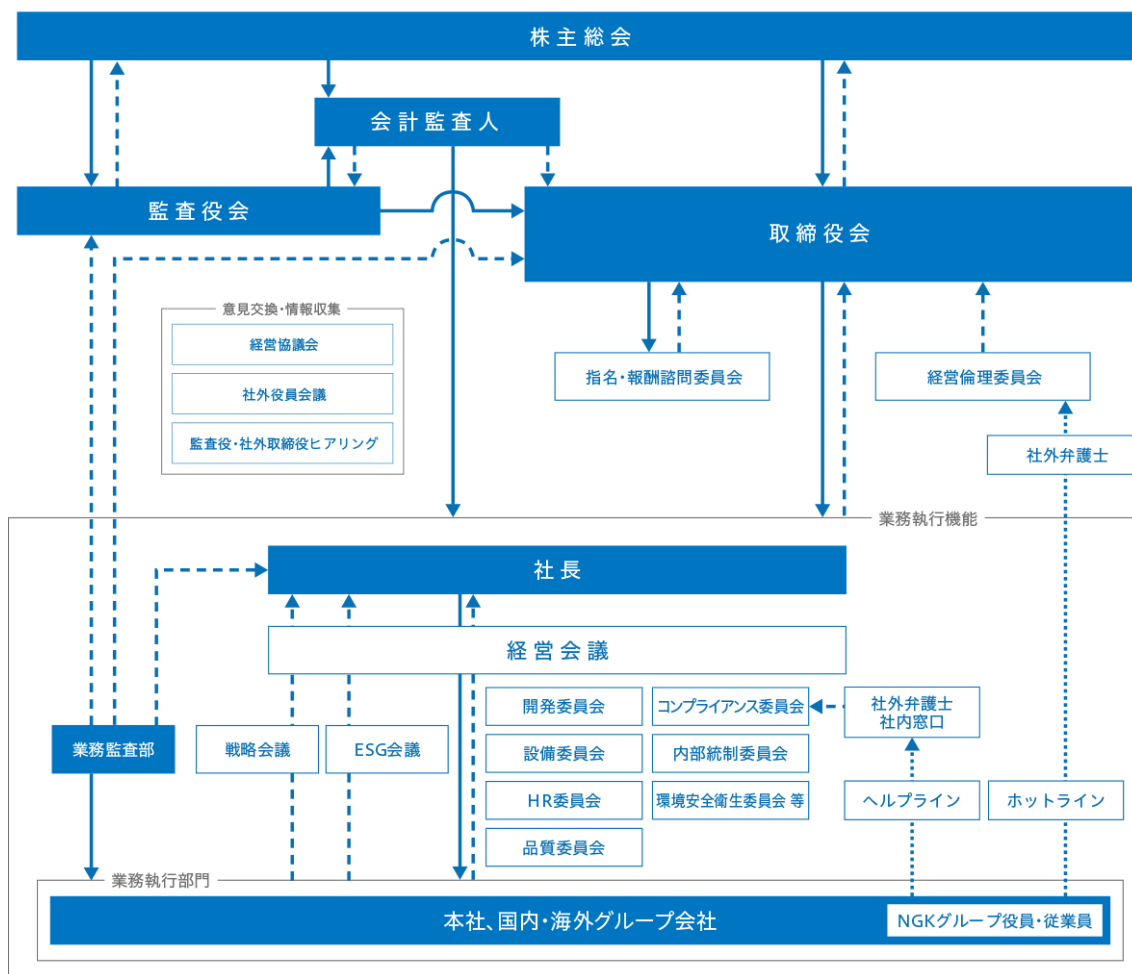 株主総会
会計監査人
監査役会
取締役会
意見交換・情報収集
経営協議会
社外役員会議
監査役・社外取締役ヒアリング
指名・報酬諮問委員会
経営倫理委員会
社外弁護士
業務執行機能
社長
経営会議
業務監査部
戦略会議
ESG会議
開発委員会
コンプライアンス委員会
社外弁護士
社内窓口
設備委員会
内部統制委員会
HR委員会
環境安全衛生委員会 等
ヘルプライン
ホットライン
品質委員会
業務執行部門
本社、国内・海外グループ会社
NGKグループ役員・従業員